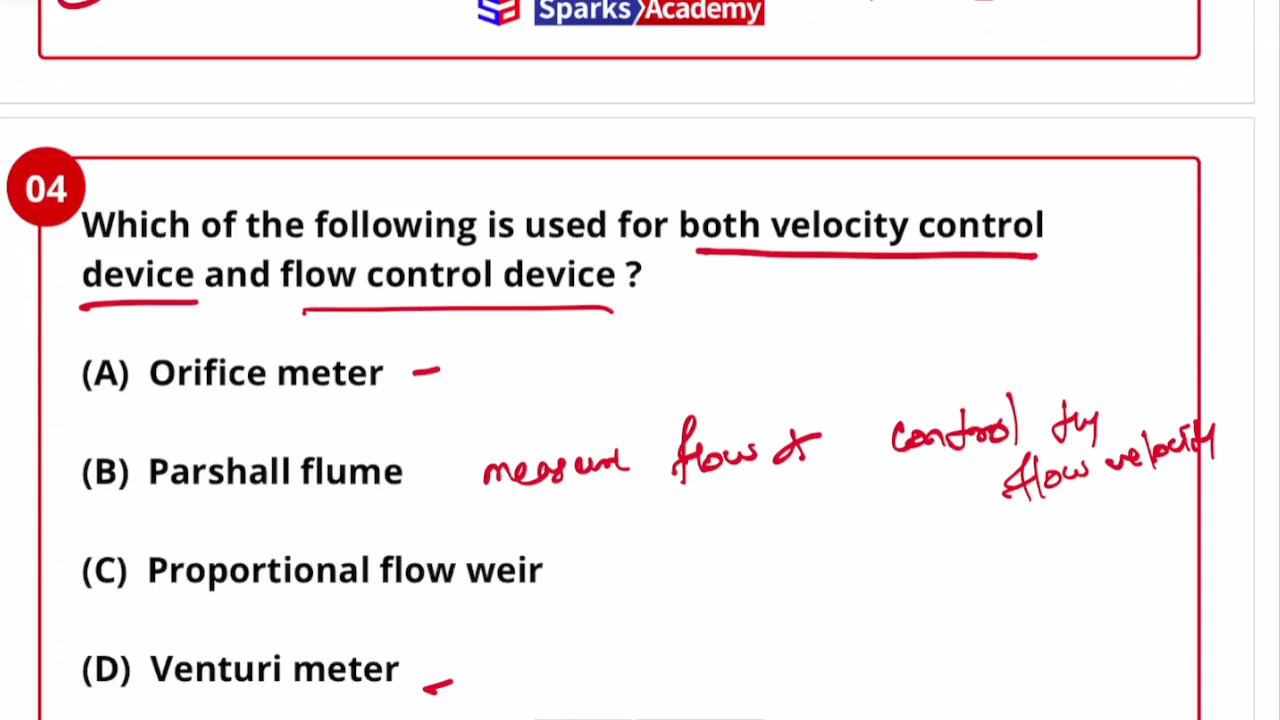 Sparks Academy
04
Which of the following is used for both velocity control
device and flow control device ?
(A) Orifice meter
(B) Parshall flume
measure flow & control the
flow velocity
(C) Proportional flow weir
(D) Venturi meter